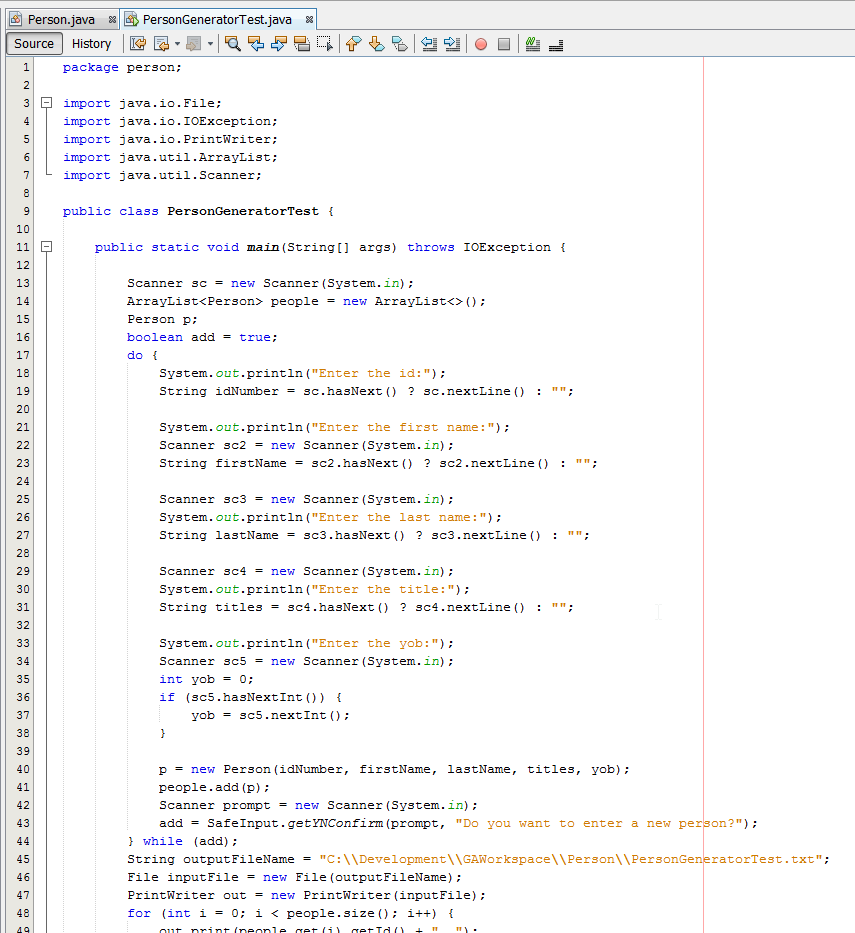 Person.java PersonGeneratorTest.java
Source History
1 package person;
2
3 import java.io.File;
4 import java.io.IOException;
5 import java.io.PrintWriter;
6 import java.util.ArrayList;
7 import java.util.Scanner;
8
9 public class PersonGeneratorTest {
10
11 public static void main(String[] args) throws IOException {
12
13 Scanner sc = new Scanner(System.in);
14 ArrayList<Person> people = new ArrayList<>();
15 Person p;
16 boolean add = true;
17 do {
18 System.out.println("Enter the id:");
19 String idNumber = sc.hasNext() ? sc.nextLine() : "";
20
21 System.out.println("Enter the first name:");
22 Scanner sc2 = new Scanner(System.in);
23 String firstName = sc2.hasNext() ? sc2.nextLine() : "";
24
25 Scanner sc3 = new Scanner(System.in);
26 System.out.println("Enter the last name:");
27 String lastName = sc3.hasNext() ? sc3.nextLine() : "";
28
29 Scanner sc4 = new Scanner(System.in);
30 System.out.println("Enter the title:");
31 String titles = sc4.hasNext() ? sc4.nextLine() : "";
32
33 System.out.println("Enter the yob:");
34 Scanner sc5 = new Scanner(System.in);
35 int yob = 0;
36 if (sc5.hasNextInt()) {
37 yob = sc5.nextInt();
38 }
39
40 p = new Person(idNumber, firstName, lastName, titles, yob);
41 people.add(p);
42 Scanner prompt = new Scanner(System.in);
43 add = SafeInput.getYNConfirm(prompt, "Do you want to enter a new person?");
44 } while (add);
45 String outputFileName = "C:\\Development\\GAWorkspace\\Person\\PersonGeneratorTest.txt";
46 File inputFile = new File(outputFileName);
47 PrintWriter out = new PrintWriter(inputFile);
48 for (int i = 0; i < people.size(); i++) {
49 out.print(people.get(i).getId() + ", ");